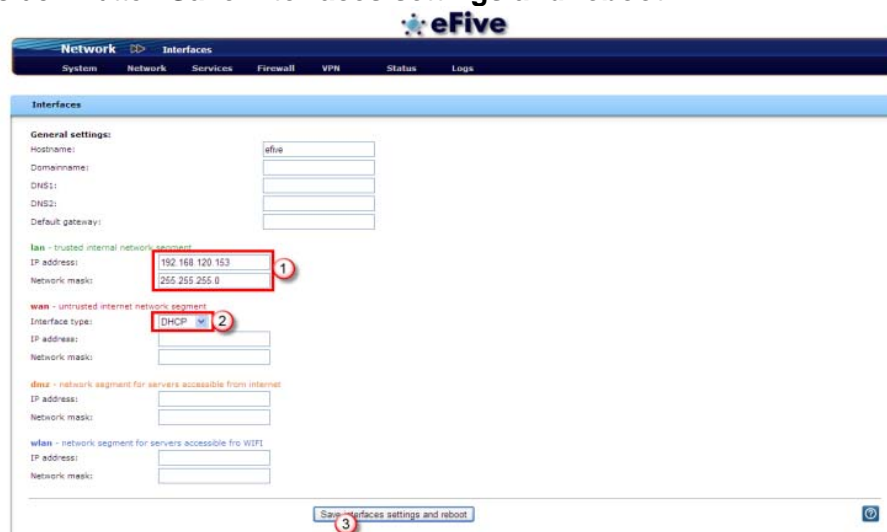 eFive
Network Interfaces
System Network Services Firewall VPN Status Logs
Interfaces
General settings:
Hostname: efive
Domainname:
DNS1:
DNS2:
Default gateway:
lan - trusted internal network segment
IP address: 192.168.120.153
Network mask: 255.255.255.0
1
wan - untrusted internet network segment
Interface type: DHCP 2
IP address:
Network mask:
dmz - network segment for servers accessible from internet
IP address:
Network mask:
wlan - network segment for servers accessible fro WIFI
IP address:
Network mask:
Save interfaces settings and reboot
3